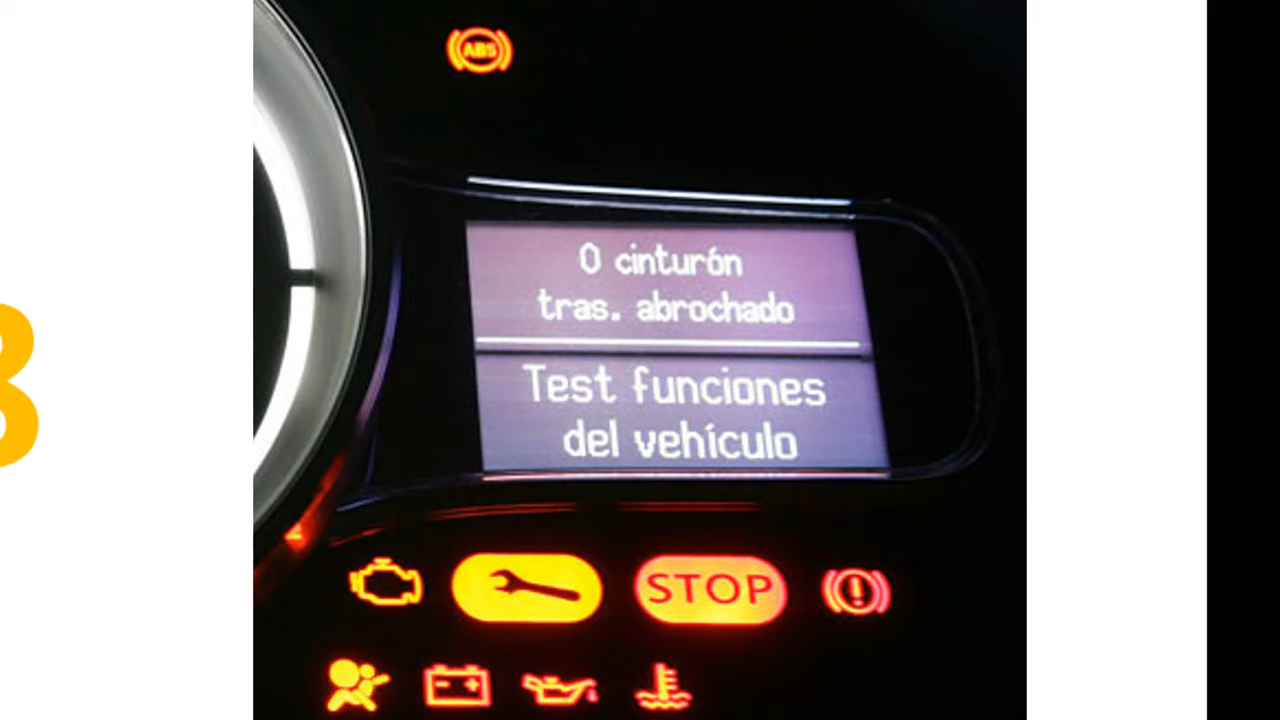 ABS
0 cinturón
tras. abrochado
Test funciones
del vehículo
STOP